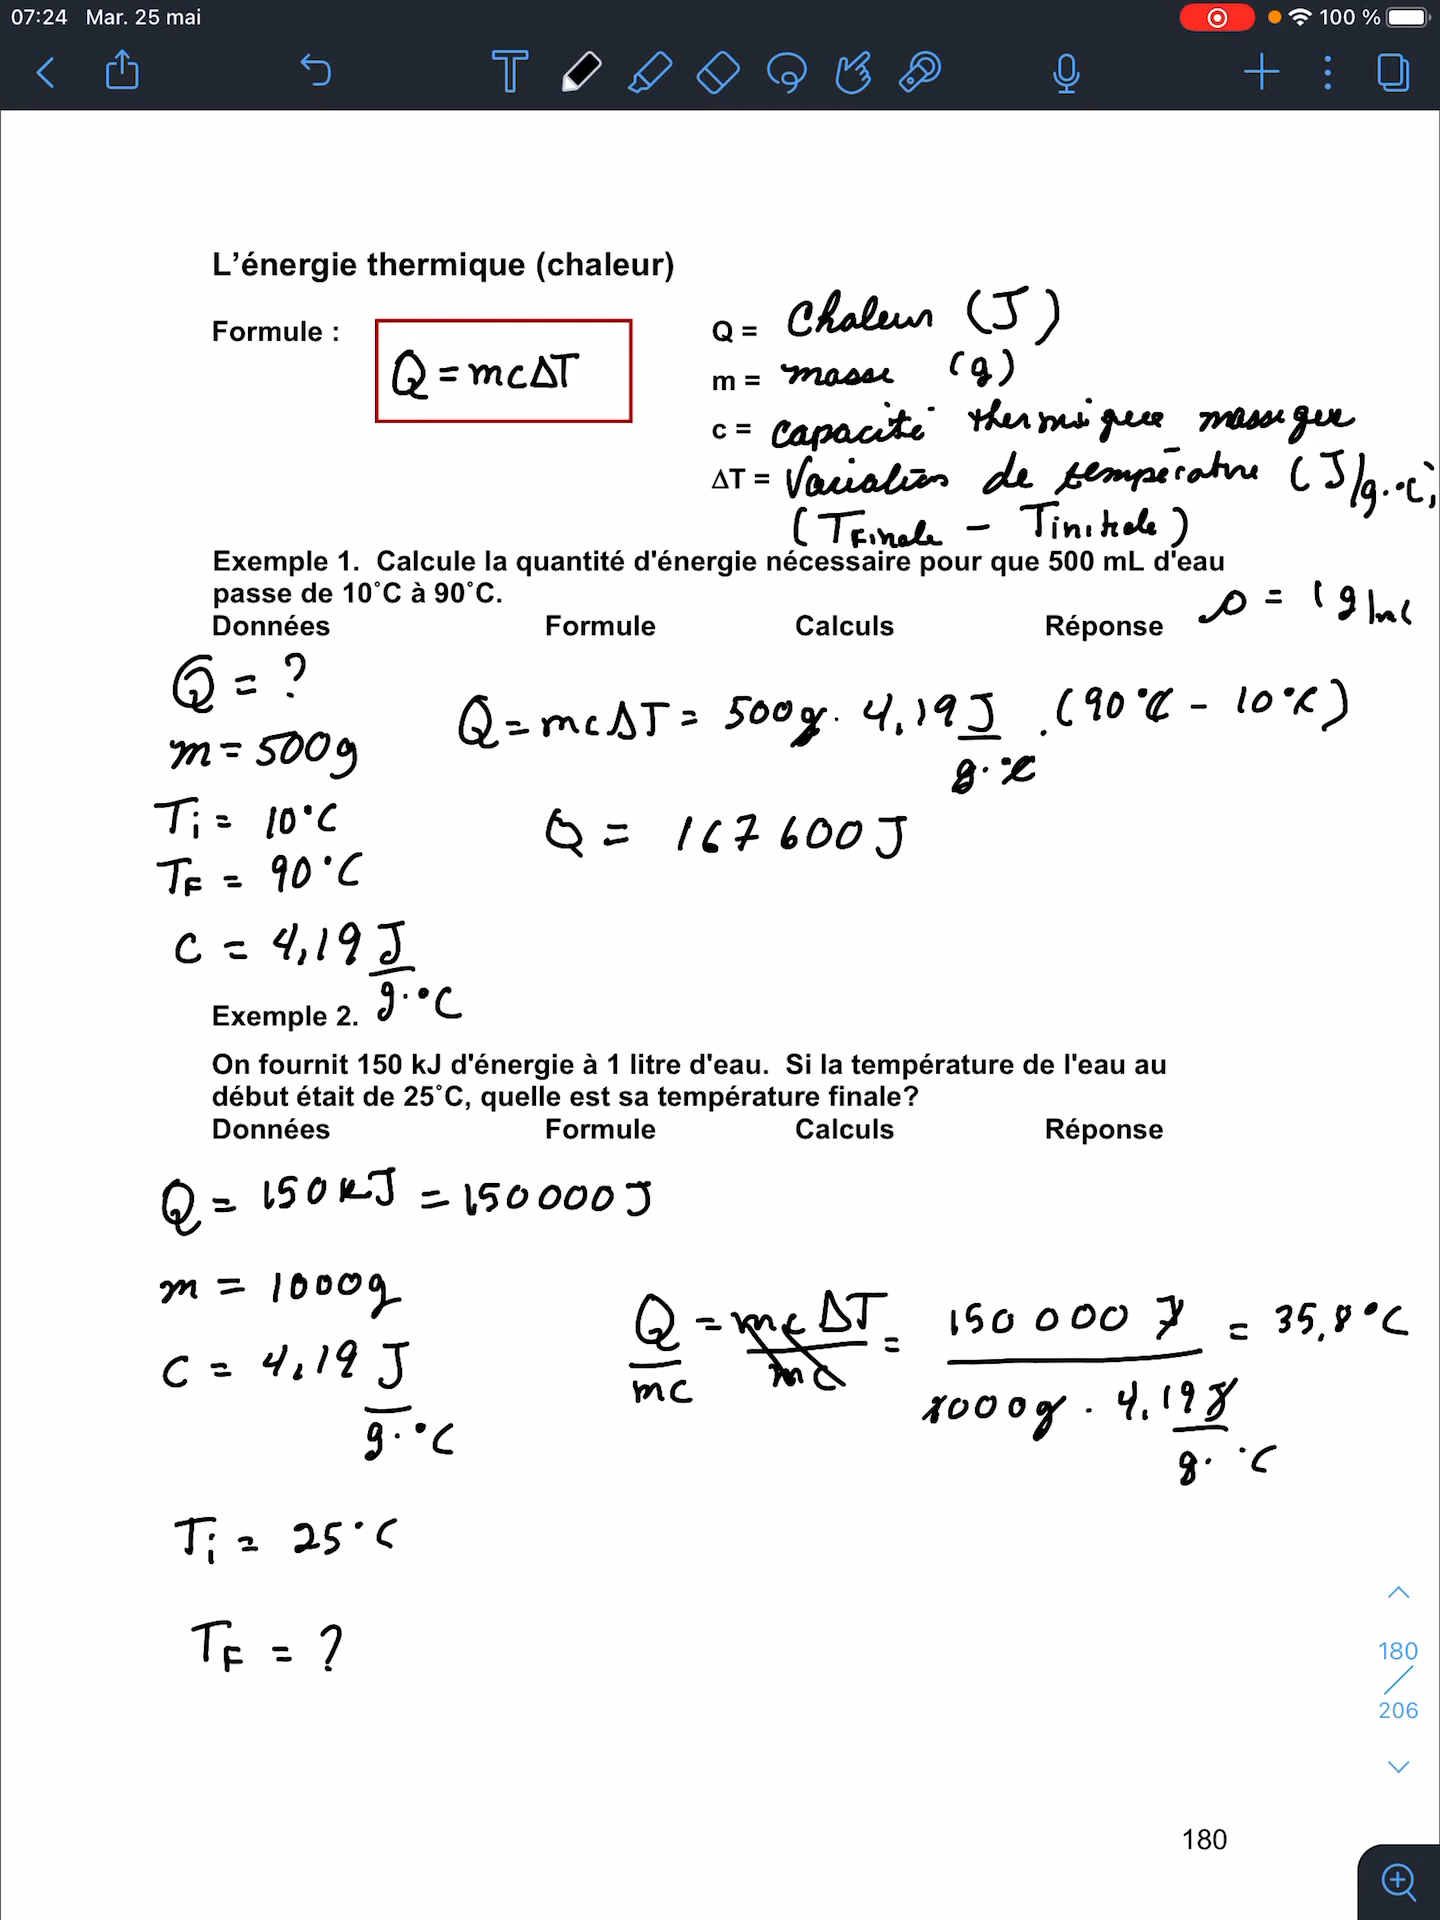 07:24 Mar. 25 mai 100 %
L'énergie thermique (chaleur)
Formule :
Q = mcΔT
Q = Chaleur (J)
m = masse (g)
c = capacité thermique massique
ΔT = Variation de température (J/g·°C)
(TFinale - Tinitiale)
Exemple 1. Calcule la quantité d'énergie nécessaire pour que 500 mL d'eau
passe de 10˚C à 90˚C.
ρ = 1g/mL
Données Formule Calculs Réponse
Q = ?
m = 500g
Q = mcΔT = 500g · 4,19 J/g·°C · (90°C - 10°C)
Ti = 10°C
Q = 167 600 J
TF = 90°C
c = 4,19 J/g·°C
Exemple 2.
On fournit 150 kJ d'énergie à 1 litre d'eau. Si la température de l'eau au
début était de 25˚C, quelle est sa température finale?
Données Formule Calculs Réponse
Q = 150 kJ = 150 000 J
m = 1000g
Q/mc = mcΔT/mc = 150 000 J / 1000g · 4,19 J/g·°C = 35,8°C
c = 4,19 J/g·°C
Ti = 25°C
TF = ?
180
206
180